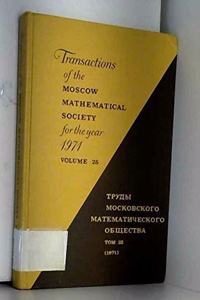 Transactions
of the
MOSCOW
MATHEMATICAL
SOCIETY
for the year
1971
VOLUME 25
ТРУДЫ
МОСКОВСКОГО
МАТЕМАТИЧЕСКОГО
ОБЩЕСТВА
ТОМ 25
(1971)